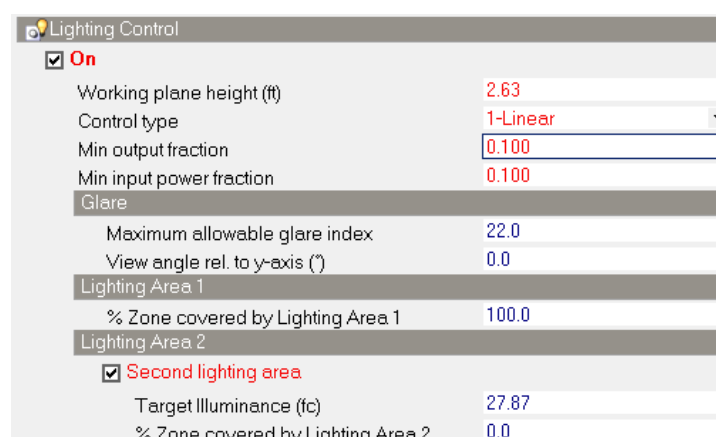 Lighting Control
On
Working plane height (ft) 2.63
Control type 1-Linear
Min output fraction 0.100
Min input power fraction 0.100
Glare
Maximum allowable glare index 22.0
View angle rel. to y-axis (°) 0.0
Lighting Area 1
% Zone covered by Lighting Area 1 100.0
Lighting Area 2
Second lighting area
Target Illuminance (fc) 27.87
% Zone covered by Lighting Area 2 0.0